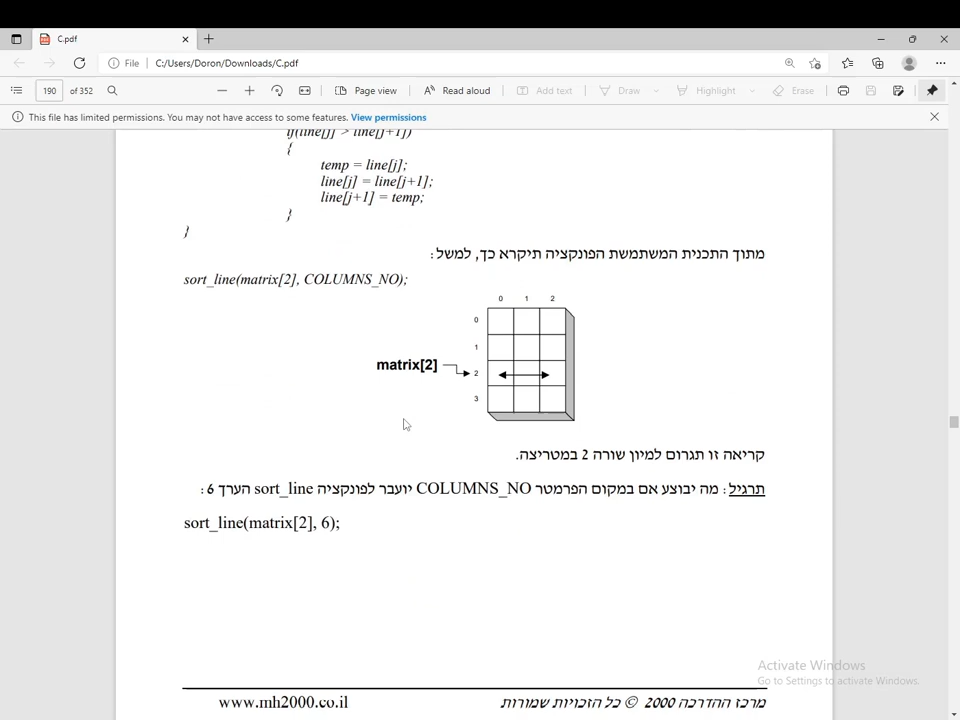 C.pdf
File
C:/Users/Doron/Downloads/C.pdf
190 of 352
Page view
Read aloud
Add text
Draw
Highlight
Erase
This file has limited permissions. You may not have access to some features. View permissions
if(line[j] > line[j+1])
{
temp = line[j];
line[j] = line[j+1];
line[j+1] = temp;
}
}
מתוך התכנית המשתמשת הפונקציה תיקרא כך, למשל :
sort_line(matrix[2], COLUMNS_NO);
0 1 2
0
1
matrix[2] 2
3
קריאה זו תגרום למיון שורה 2 במטריצה.
תרגיל : מה יבוצע אם במקום הפרמטר COLUMNS_NO יועבר לפונקציה sort_line הערך 6 :
sort_line(matrix[2], 6);
Activate Windows
Go to Settings to activate Windows.
מרכז ההדרכה 2000 © כל הזכויות שמורות
www.mh2000.co.il